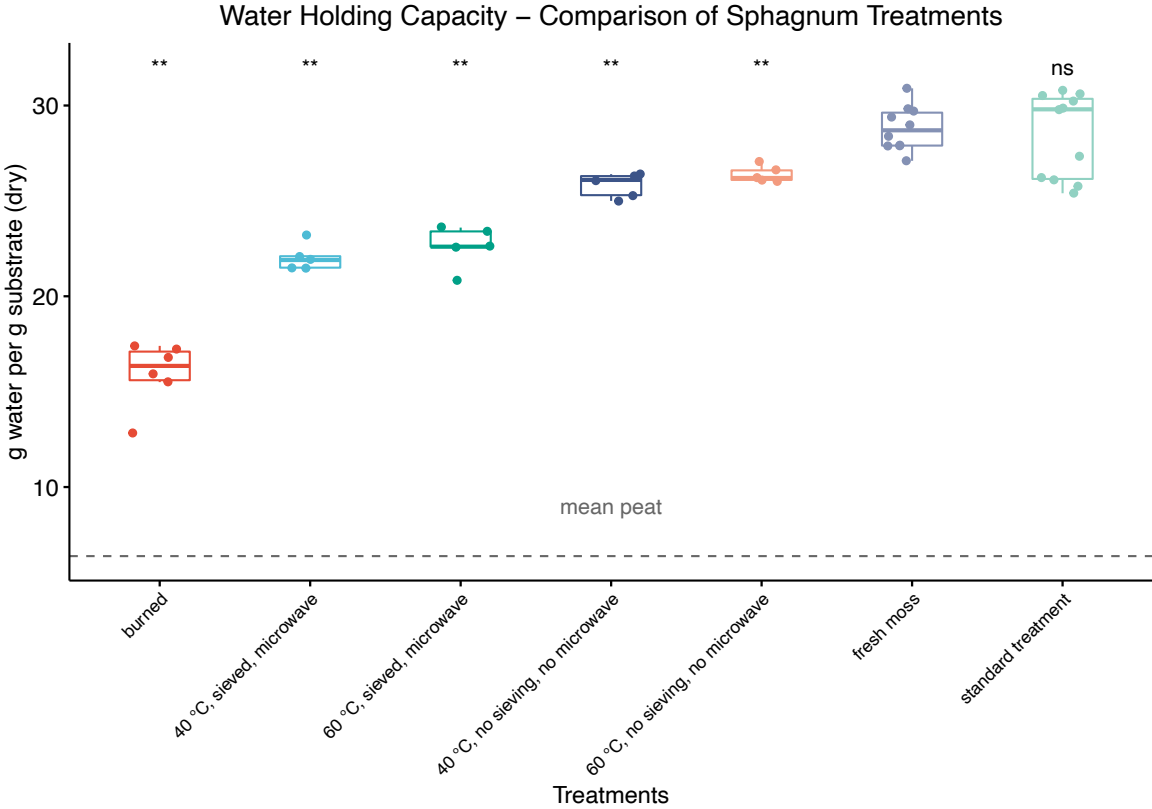 Water Holding Capacity – Comparison of Sphagnum Treatments
** ** ** ** ** ns
g water per g substrate (dry)
30
20
10
mean peat
burned
40 °C, sieved, microwave
60 °C, sieved, microwave
40 °C, no sieving, no microwave
60 °C, no sieving, no microwave
fresh moss
standard treatment
Treatments